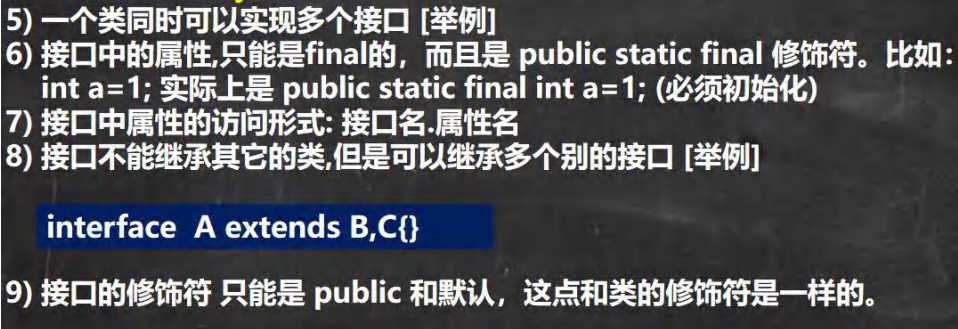 5) 一个类同时可以实现多个接口 [举例]
6) 接口中的属性,只能是final的，而且是 public static final 修饰符。比如：
int a=1; 实际上是 public static final int a=1; (必须初始化)
7) 接口中属性的访问形式: 接口名.属性名
8) 接口不能继承其它的类,但是可以继承多个别的接口 [举例]
interface  A extends B,C{}
9) 接口的修饰符 只能是 public 和默认，这点和类的修饰符是一样的。